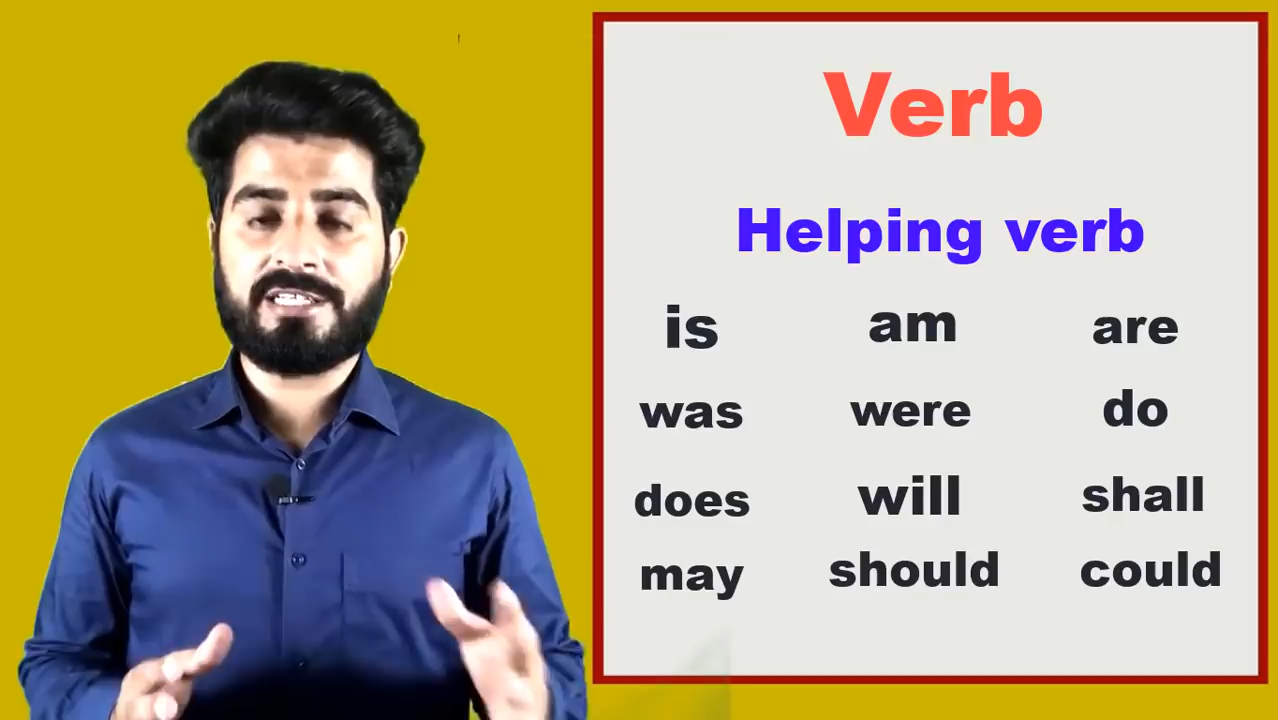 Verb
Helping verb
is am are
was were do
does will shall
may should could